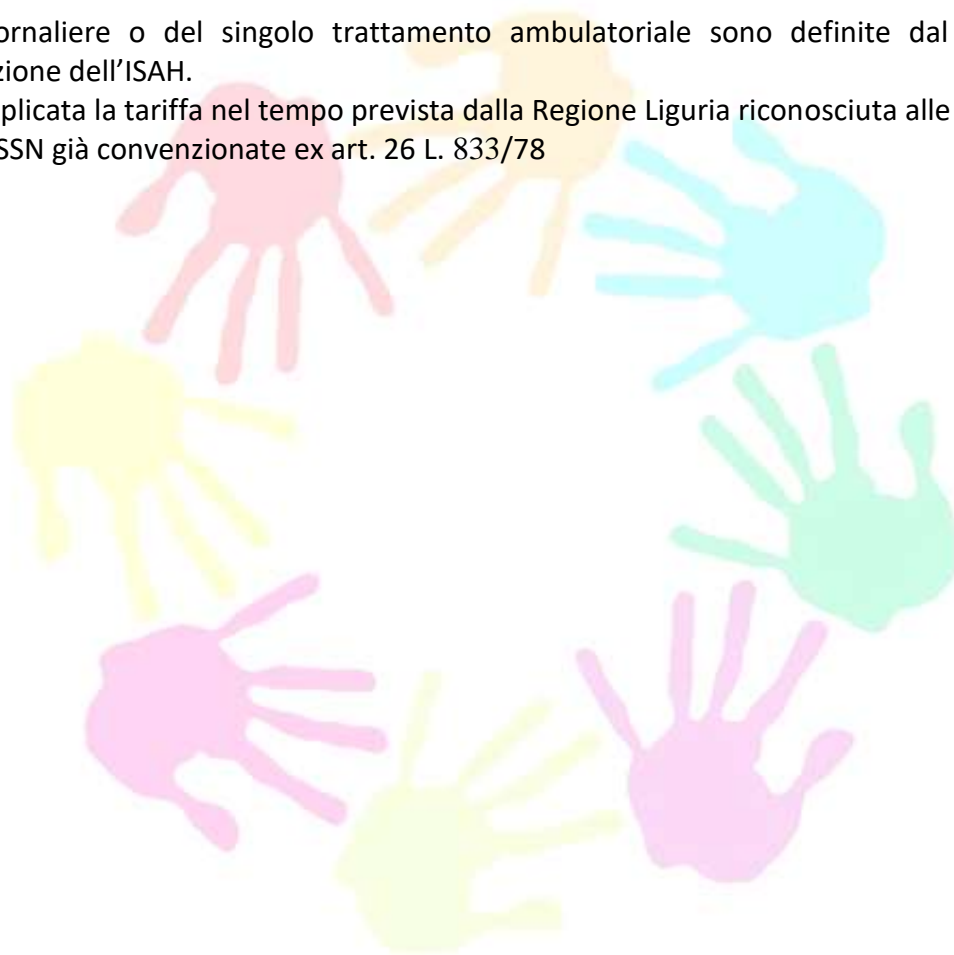 ornaliere o del singolo trattamento ambulatoriale sono definite dal
zione dell'ISAH.
plicata la tariffa nel tempo prevista dalla Regione Liguria riconosciuta alle
SSN già convenzionate ex art. 26 L. 833/78